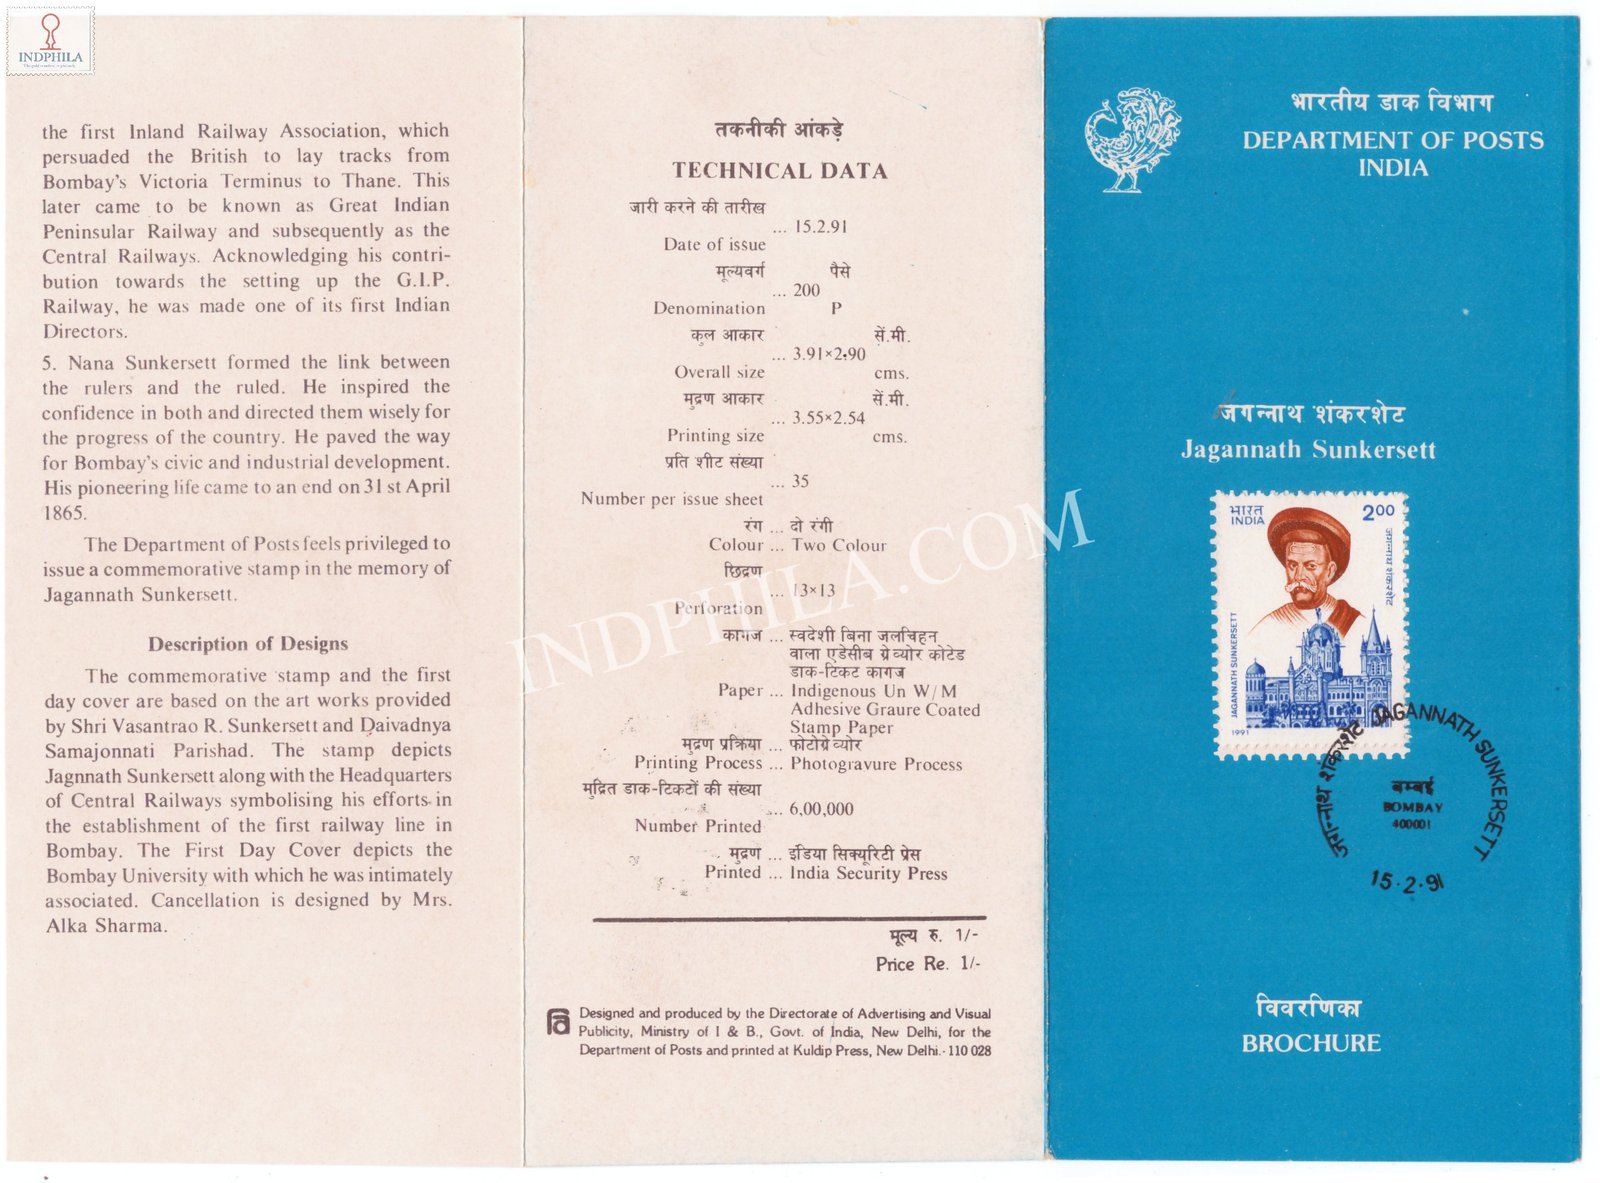 INDPHILA
the first Inland Railway Association, which
persuaded the British to lay tracks from
Bombay's Victoria Terminus to Thane. This
later came to be known as Great Indian
Peninsular Railway and subsequently as the
Central Railways. Acknowledging his contri-
bution towards the setting up the G.I.P.
Railway, he was made one of its first Indian
Directors.
5. Nana Sunkersett formed the link between
the rulers and the ruled. He inspired the
confidence in both and directed them wisely for
the progress of the country. He paved the way
for Bombay's civic and industrial development.
His pioneering life came to an end on 31 st April
1865.
The Department of Posts feels privileged to
issue a commemorative stamp in the memory of
Jagannath Sunkersett.
Description of Designs
The commemorative stamp and the first
day cover are based on the art works provided
by Shri Vasantrao R. Sunkersett and Daivadnya
Samajonnati Parishad. The stamp depicts
Jagnnath Sunkersett along with the Headquarters
of Central Railways symbolising his efforts in
the establishment of the first railway line in
Bombay. The First Day Cover depicts the
Bombay University with which he was intimately
associated. Cancellation is designed by Mrs.
Alka Sharma.
तकनीकी आंकड़े
TECHNICAL DATA
जारी करने की तारीख
... 15.2.91
Date of issue
मूल्यवर्ग पैसे
... 200
Denomination P
कुल आकार सें.मी.
... 3.91×2.90
Overall size cms.
मुद्रण आकार सें.मी.
... 3.55×2.54
Printing size cms.
प्रति शीट संख्या
... 35
Number per issue sheet
रंग ... दो रंगी
Colour ... Two Colour
छिद्रण
... 13×13
Perforation
कागज ... स्वदेशी बिना जलचिहन
वाला एडेसीब ग्रेव्योर कोटेड
डाक-टिकट कागज
Paper ... Indigenous Un W/M
Adhesive Graure Coated
Stamp Paper
मुद्रण प्रक्रिया ... फोटोग्रेव्योर
Printing Process ... Photogravure Process
मुद्रित डाक-टिकटों की संख्या
... 6,00,000
Number Printed
मुद्रण ... इंडिया सिक्यूरिटी प्रेस
Printed ... India Security Press
मूल्य रु. 1/-
Price Re. 1/-
Designed and produced by the Directorate of Advertising and Visual
Publicity, Ministry of I & B., Govt. of India, New Delhi, for the
Department of Posts and printed at Kuldip Press, New Delhi.-110 028
INDPHILA.COM
भारतीय डाक विभाग
DEPARTMENT OF POSTS
INDIA
जगन्नाथ शंकरशेट
Jagannath Sunkersett
भारत
INDIA
2.00
जगन्नाथ शंकरशेट
JAGANNATH SUNKERSETT
1991
जगन्नाथ शंकरशेट JAGANNATH SUNKERSETT
बम्बई
BOMBAY
400001
15.2.91
विवरणिका
BROCHURE